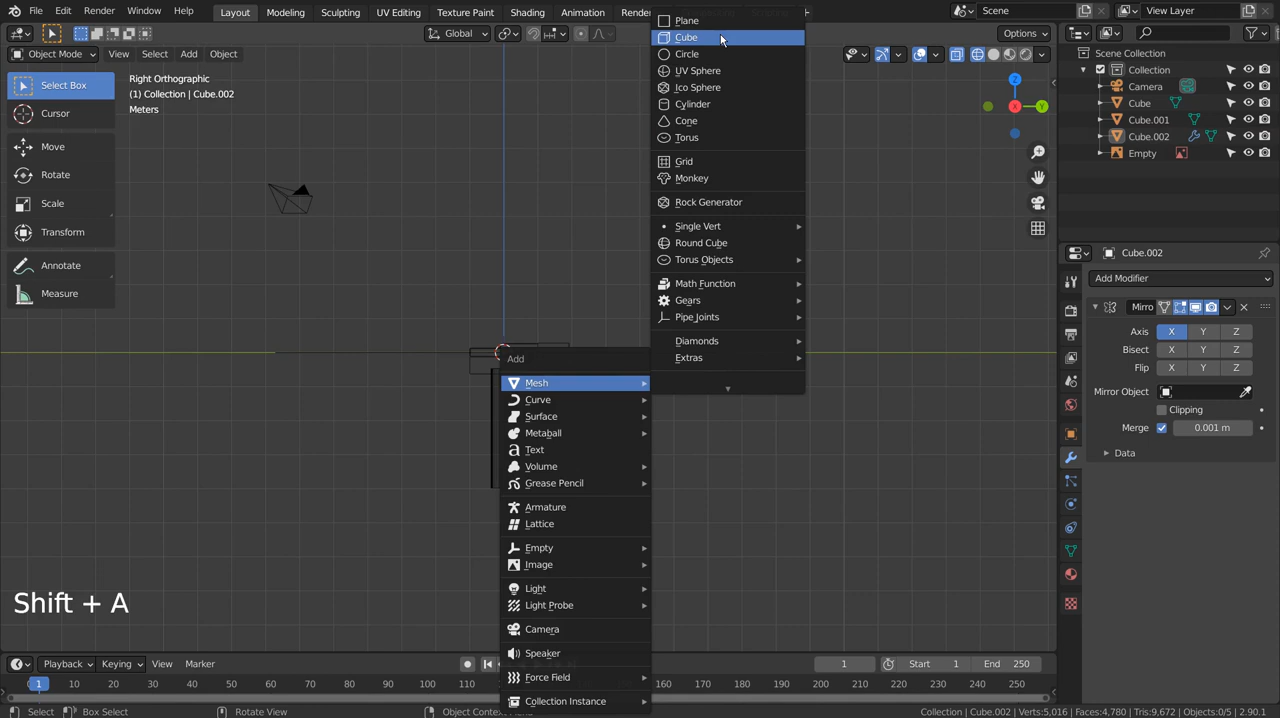 File Edit Render Window Help Layout Modeling Sculpting UV Editing Texture Paint Shading Animation Render + Scene View Layer
Global Options
Object Mode View Select Add Object
Right Orthographic
(1) Collection | Cube.002
Meters
Select Box
Cursor
Move
Rotate
Scale
Transform
Annotate
Measure
Plane
Cube
Circle
UV Sphere
Ico Sphere
Cylinder
Cone
Torus
Grid
Monkey
Rock Generator
Single Vert
Round Cube
Torus Objects
Math Function
Gears
Pipe Joints
Diamonds
Extras
Add
Mesh
Curve
Surface
Metaball
Text
Volume
Grease Pencil
Armature
Lattice
Empty
Image
Light
Light Probe
Camera
Speaker
Force Field
Collection Instance
Z
X
Y
Scene Collection
Collection
Camera
Cube
Cube.001
Cube.002
Empty
Cube.002
Add Modifier
Mirro
Axis X Y Z
Bisect X Y Z
Flip X Y Z
Mirror Object
Clipping
Merge 0.001 m
Data
Shift + A
Playback Keying View Marker 1 Start 1 End 250
1 10 20 30 40 50 60 70 80 90 100 110 120 130 140 150 160 170 180 190 200 210 220 230 240 250
Select Box Select Rotate View Object Collection | Cube.002 Verts:5,016 | Faces:4,780 | Tris:9,672 | Objects:0/5 | 2.90.1